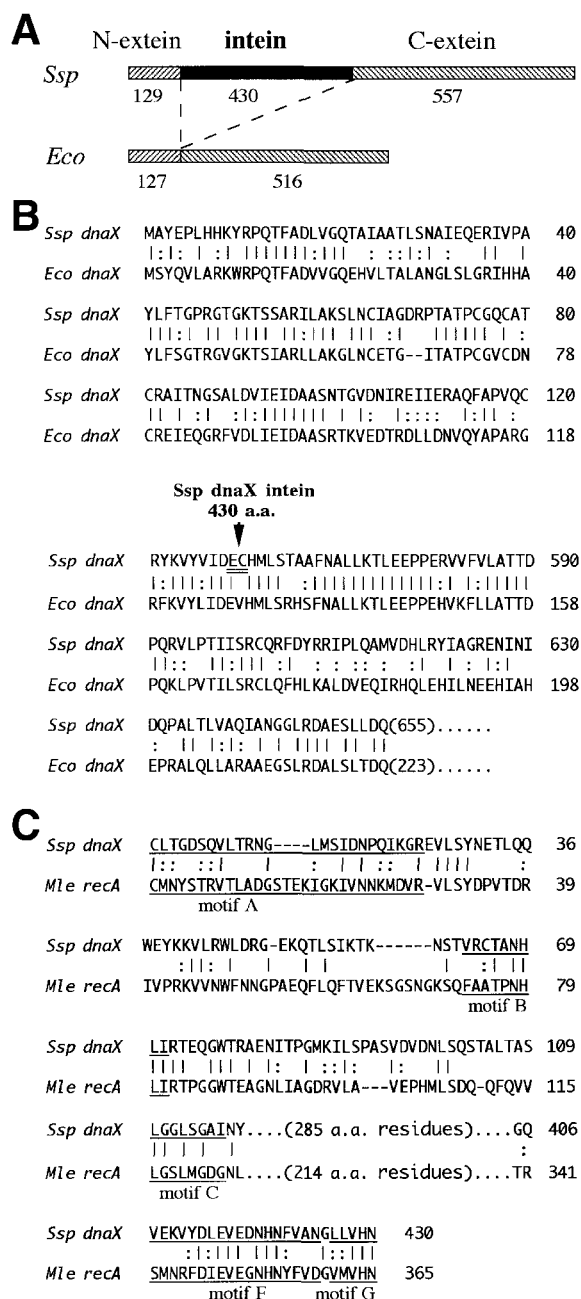 A
N-extein intein C-extein
Ssp
129 430 557
Eco
127 516
B
Ssp dnaX MAYEPLHHKYRPQTFADLVGQTAIAATLSNAIEQERIVPA 40
Eco dnaX MSYQVLARKWRPQTFADVVGQEHVLTALANGLSLGRIHHA 40
Ssp dnaX YLFTGPRGTGKTSSARILAKSLNCIAGDRPTATPCGQCAT 80
Eco dnaX YLFSGTRGVGKTSIARLLAKGLNCETG--ITATPCGVCDN 78
Ssp dnaX CRAITNGSALDVIEIDAASNTGVDNIREIIERAQFAPVQC 120
Eco dnaX CREIEQGRFVDLIEIDAASRTKVEDTRDLLDNVQYAPARG 118
Ssp dnaX intein
430 a.a.
Ssp dnaX RYKVYVIDECHMLSTAAFNALLKTLEEPPERVVFVLATTD 590
Eco dnaX RFKVYLIDEVHMLSRHSFNALLKTLEEPPEHVKFLLATTD 158
Ssp dnaX PQRVLPTIISRCQRFDYRRIPLQAMVDHLRYIAGRENINI 630
Eco dnaX PQKLPVTILSRCLQFHLKALDVEQIRHQLEHILNEEHIAH 198
Ssp dnaX DQPALTLVAQIANGGLRDAESLLDQ(655)......
Eco dnaX EPRALQLLARAAEGSLRDALSLTDQ(223)......
C
Ssp dnaX CLTGDSQVLTRNG----LMSIDNPQIKGREVLSYNETLQQ 36
Mle recA CMNYSTRVTLADGSTEKIGKIVNNKMDVR-VLSYDPVTDR 39
motif A
Ssp dnaX WEYKKVLRWLDRG-EKQTLSIKTK------NSTVRCTANH 69
Mle recA IVPRKVVNWFNNGPAEQFLQFTVEKSGSNGKSQFAATPNH 79
motif B
Ssp dnaX LIRTEQGWTRAENITPGMKILSPASVDVDNLSQSTALTAS 109
Mle recA LIRTPGGWTEAGNLIAGDRVLA---VEPHMLSDQ-QFQVV 115
Ssp dnaX LGGLSGAINY....(285 a.a. residues)....GQ 406
Mle recA LGSLMGDGNL....(214 a.a. residues)....TR 341
motif C
Ssp dnaX VEKVYDLEVEDNHNFVANGLLVHN 430
Mle recA SMNRFDIEVEGNHNYFVDGVMVHN 365
motif F motif G